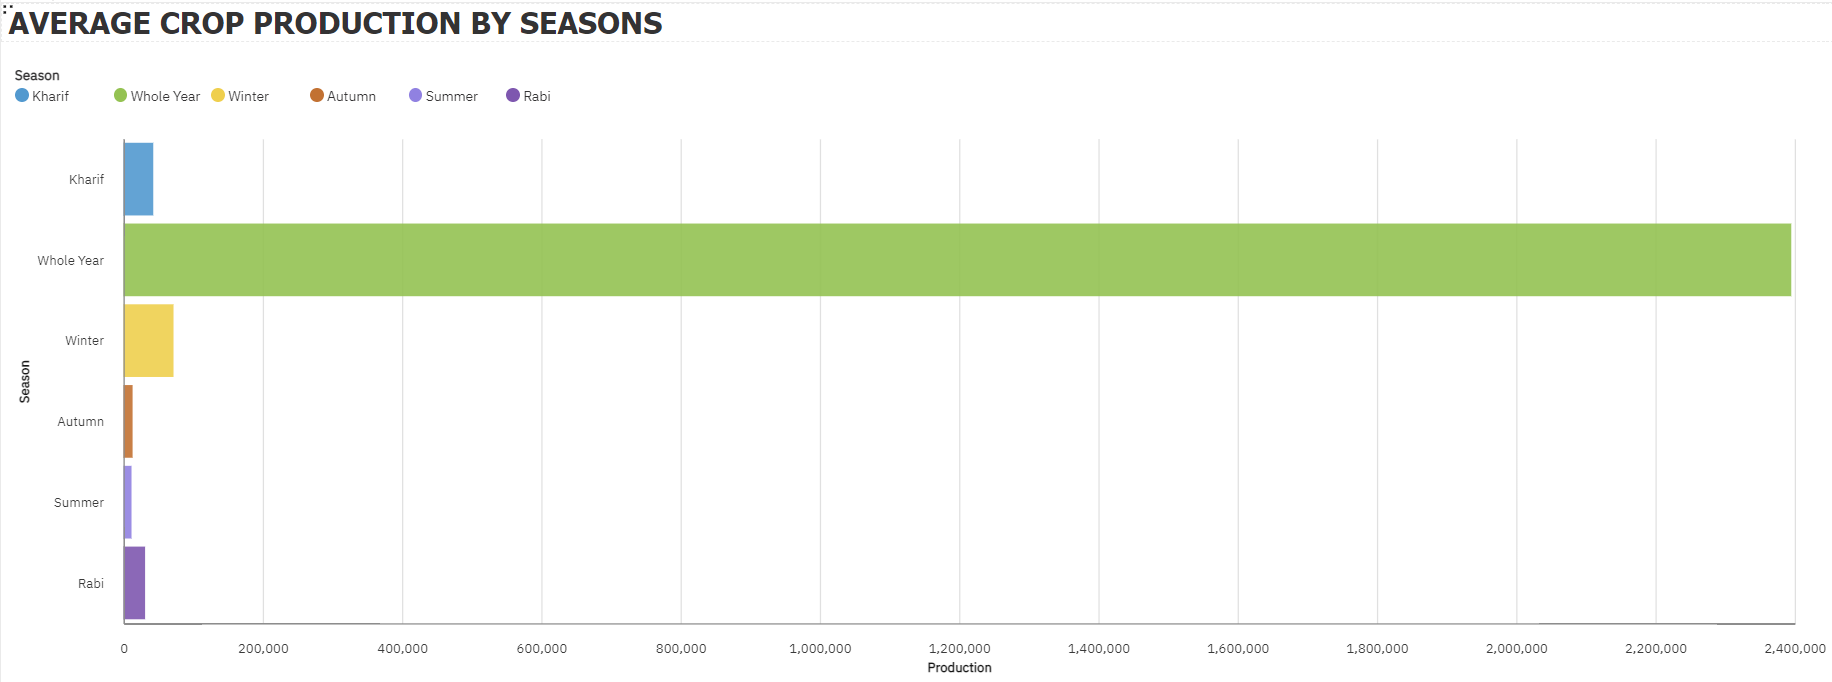 AVERAGE CROP PRODUCTION BY SEASONS
Season
Kharif Whole Year Winter Autumn Summer Rabi
Kharif
Whole Year
Winter
Autumn
Summer
Rabi
Season
0 200,000 400,000 600,000 800,000 1,000,000 1,200,000 1,400,000 1,600,000 1,800,000 2,000,000 2,200,000 2,400,000
Production